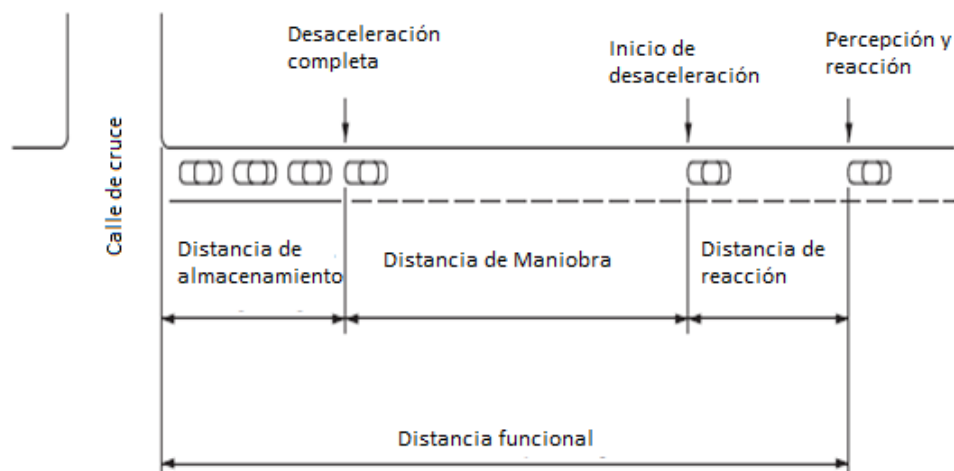 Desaceleración
completa
Inicio de
desaceleración
Percepción y
reacción
Calle de cruce
Distancia de
almacenamiento
Distancia de Maniobra
Distancia de
reacción
Distancia funcional